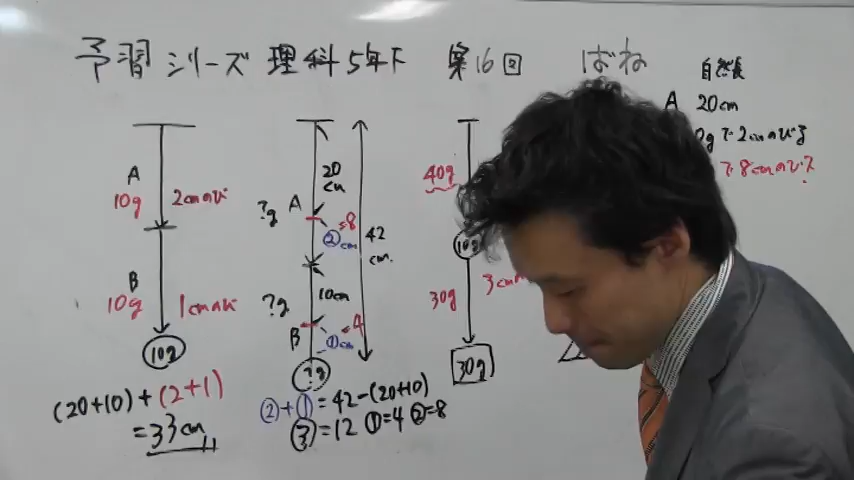 予習シリーズ 理科5年下 第16回 ばね
自然長
A 20cm
0gで2cmのびる
で8cmのびる
A
10g
2cmのび
B
10g
1cmのび
10g
(20+10)+(2+1)
=33cm
20
cm
?g
A
8
②cm
42
cm.
10cm
?g
B
4
①cm
?g
②+①=42-(20+10)
③=12 ①=4 ②=8
40g
10g
30g
3cm
30g